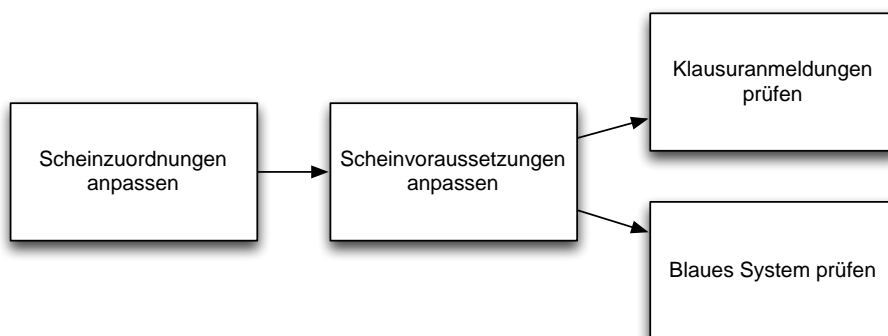 Scheinzuordnungen
anpassen
Scheinvoraussetzungen
anpassen
Klausuranmeldungen
prüfen
Blaues System prüfen